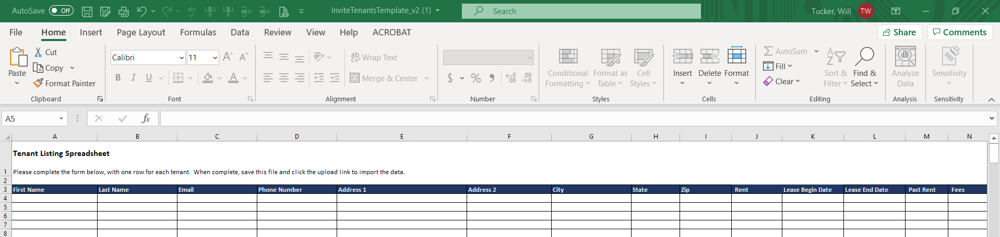 AutoSave Off InviteTenantsTemplate_v2 (1) Search Tucker, Will TW
File Home Insert Page Layout Formulas Data Review View Help ACROBAT Share Comments
Paste
Cut
Copy
Format Painter
Clipboard
Calibri 11 A A
B I U A
Font
ab Wrap Text
Merge & Center
Alignment
$ % 9 .00 .00
Number
Conditional Formatting
Format as Table
Cell Styles
Styles
Insert Delete Format
Cells
AutoSum
Fill
Clear
Sort & Filter
Find & Select
Editing
Analyze Data
Analysis
Sensitivity
Sensitivity
A5 fx
A B C D E F G H I J K L M N
Tenant Listing Spreadsheet
1 Please complete the form below, with one row for each tenant.  When complete, save this file and click the upload link to import the data.
2
3 First Name Last Name Email Phone Number Address 1 Address 2 City State Zip Rent Lease Begin Date Lease End Date Past Rent Fees
4
5
6
7
8